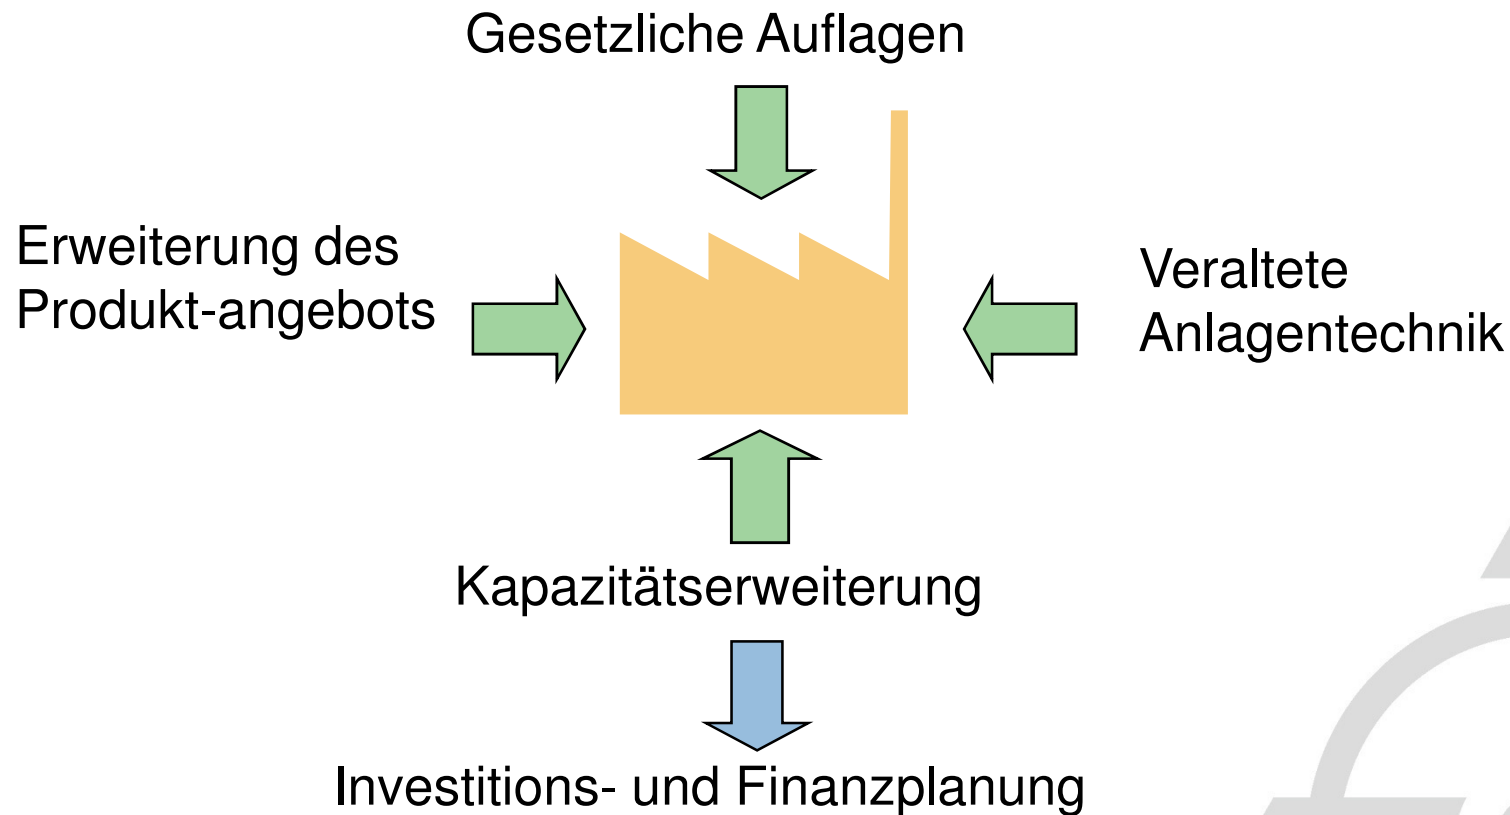 Gesetzliche Auflagen
Erweiterung des
Produkt-angebots
Veraltete
Anlagentechnik
Kapazitätserweiterung
Investitions- und Finanzplanung